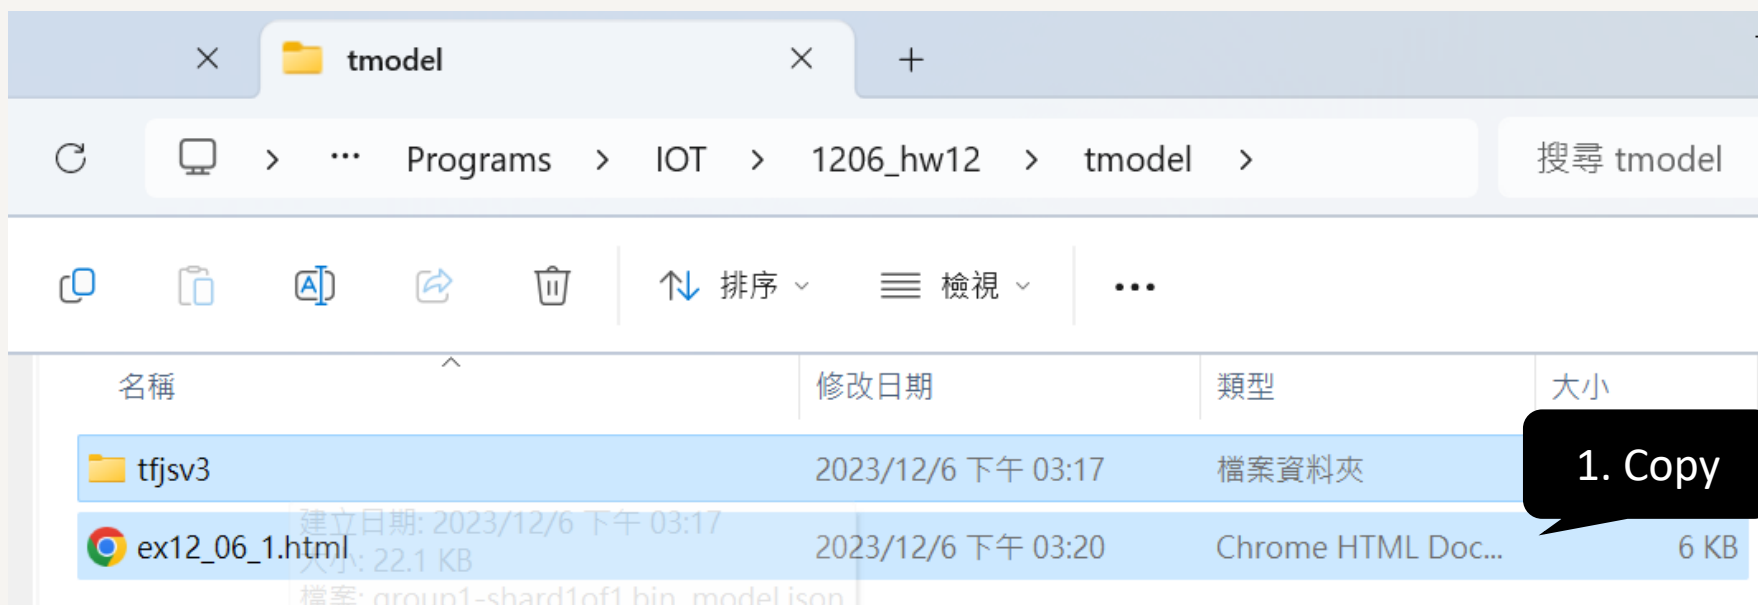 tmodel
Programs > IOT > 1206_hw12 > tmodel >
搜尋 tmodel
排序
檢視
名稱 修改日期 類型 大小
1. Copy
tfjsv3 2023/12/6 下午 03:17 檔案資料夾
建立日期: 2023/12/6 下午 03:17
ex12_06_1.html 2023/12/6 下午 03:20 Chrome HTML Doc... 6 KB
大小: 22.1 KB
檔案: group1-shard1of1.bin, model.json